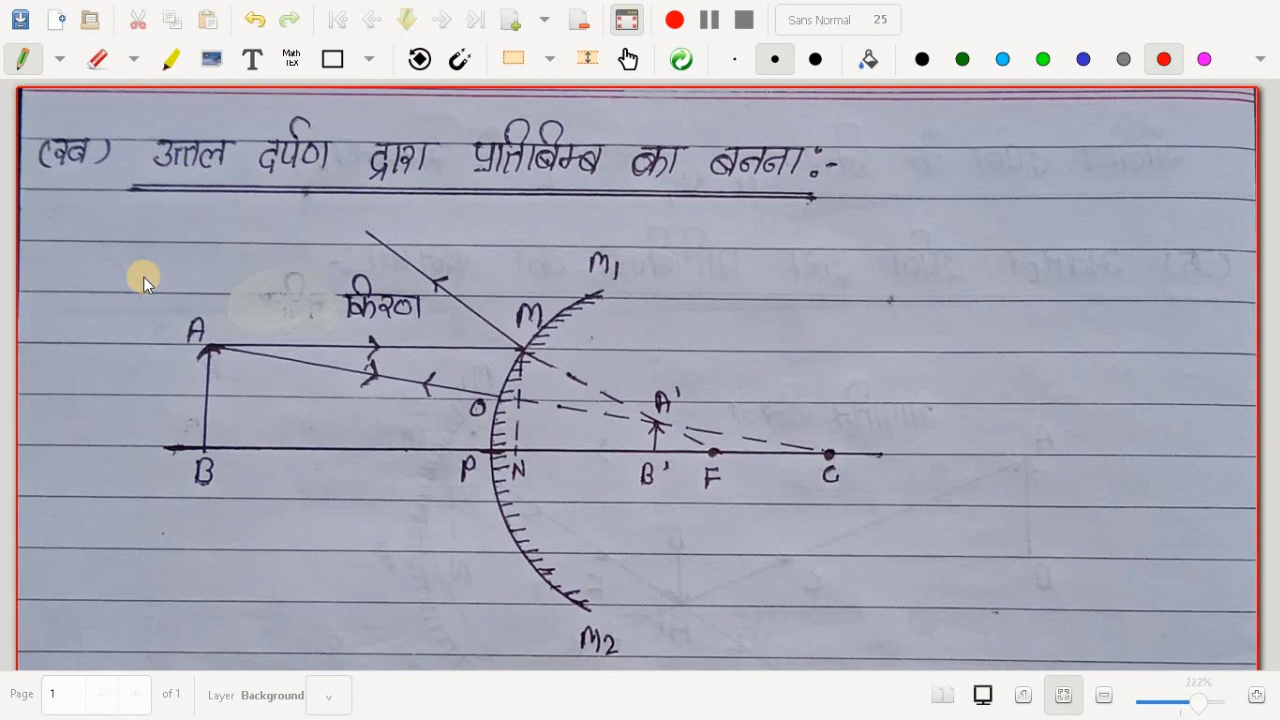 Sans Normal 25
T Math TEX
(ख) उत्तल दर्पण द्वारा प्रतिबिम्ब का बनना:-
M1
किरण
M
A
O
A'
B
P
N
B'
F
C
M2
Page 1 of 1 Layer Background 222%